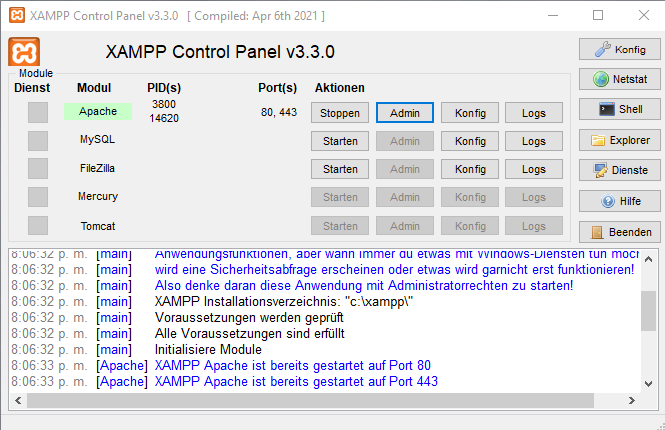 XAMPP Control Panel v3.3.0 [ Compiled: Apr 6th 2021 ]
XAMPP Control Panel v3.3.0
Konfig
Netstat
Shell
Explorer
Dienste
Hilfe
Beenden
Module
Dienst Modul PID(s) Port(s) Aktionen
Apache 3800 80, 443 Stoppen Admin Konfig Logs
14620
MySQL Starten Admin Konfig Logs
FileZilla Starten Admin Konfig Logs
Mercury Starten Admin Konfig Logs
Tomcat Starten Admin Konfig Logs
8:06:32 p. m. [main] Anwendungsfunktionen, aber wann immer du etwas mit Windows-Diensten tun
8:06:32 p. m. [main] wird eine Sicherheitsabfrage erscheinen oder etwas wird garnicht erst funktionieren!
8:06:32 p. m. [main] Also denke daran diese Anwendung mit Administratorrechten zu starten!
8:06:32 p. m. [main] XAMPP Installationsverzeichnis: "c:\xampp\"
8:06:32 p. m. [main] Voraussetzungen werden geprüft
8:06:32 p. m. [main] Alle Voraussetzungen sind erfüllt
8:06:32 p. m. [main] Initialisiere Module
8:06:33 p. m. [Apache] XAMPP Apache ist bereits gestartet auf Port 80
8:06:33 p. m. [Apache] XAMPP Apache ist bereits gestartet auf Port 443